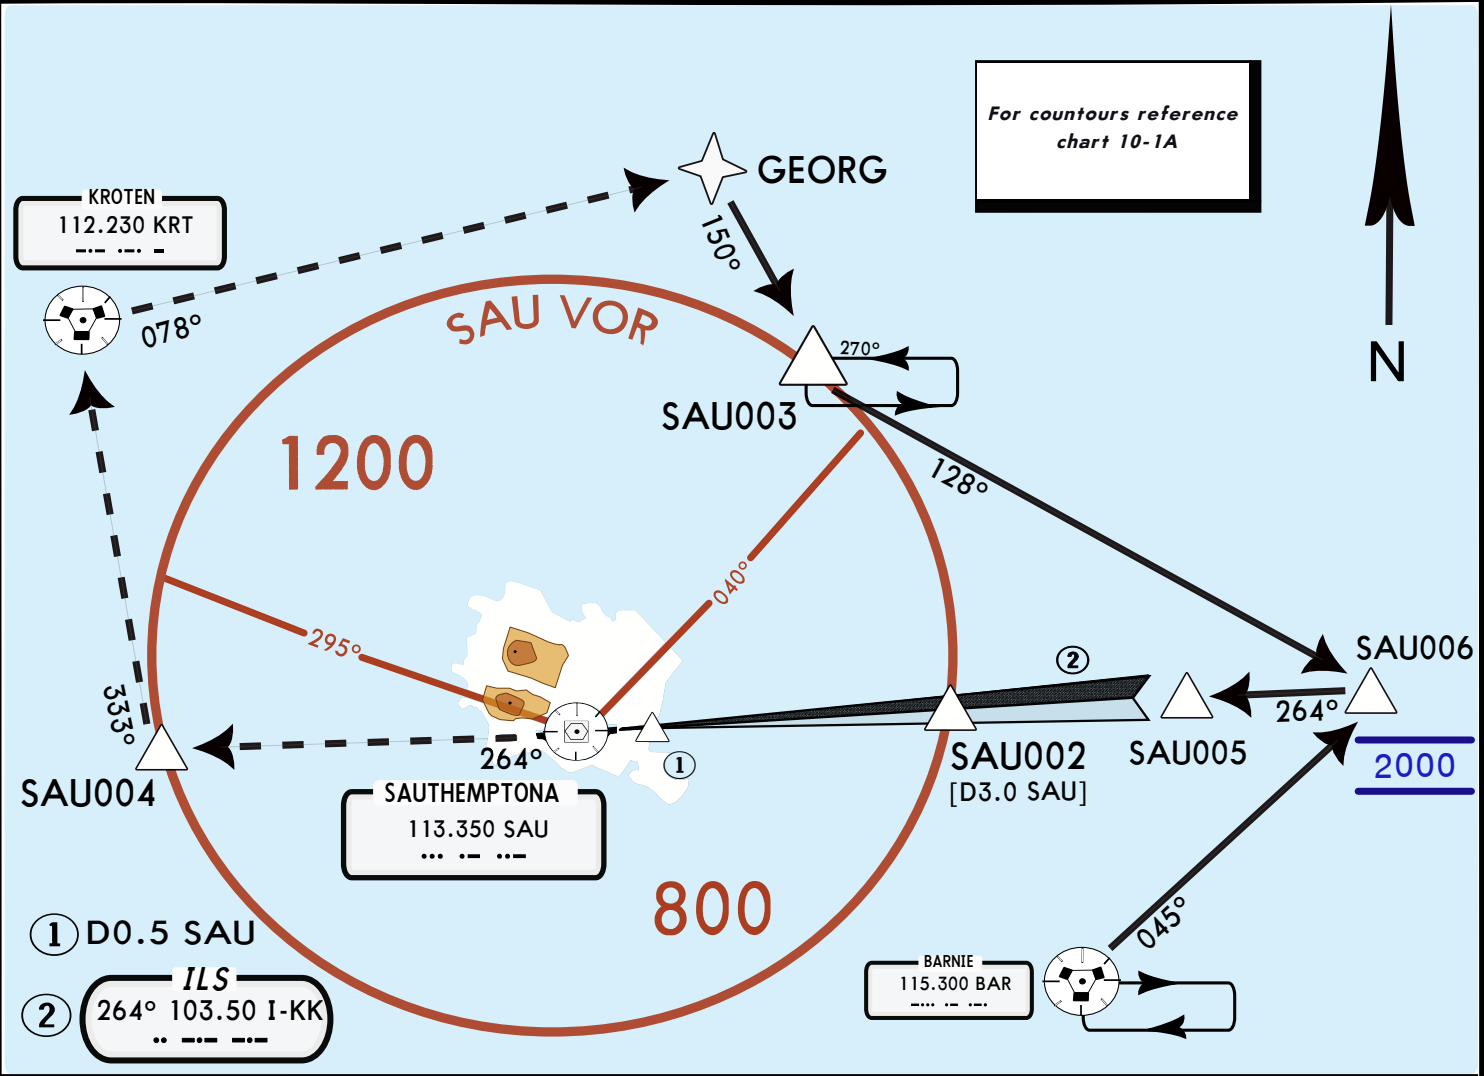 For countours reference
chart 10-1A
GEORG
KROTEN
112.230 KRT
150°
N
078°
SAU VOR
270°
SAU003
1200
128°
040°
295°
2
SAU006
333°
264°
264°
1
SAU002
[D3.0 SAU]
SAU005
2000
SAU004
SAUTHEMPTONA
113.350 SAU
800
045°
1 D0.5 SAU
BARNIE
115.300 BAR
ILS
2
264° 103.50 I-KK